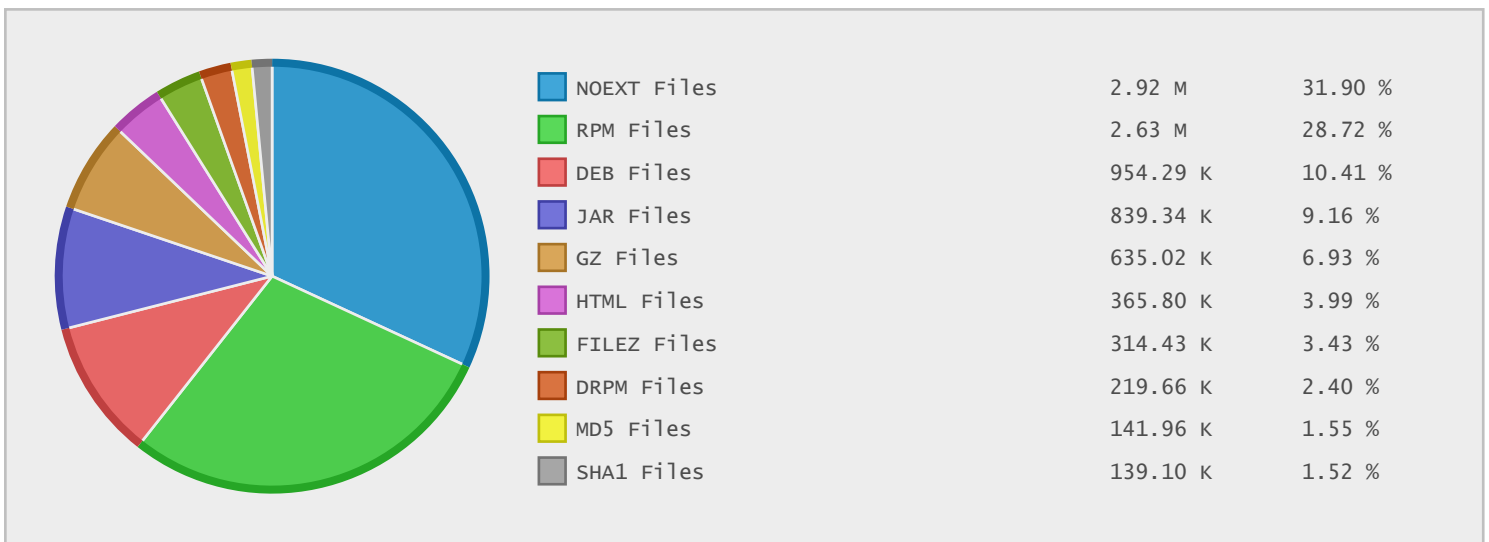 NOEXT Files 2.92 M 31.90 %
RPM Files 2.63 M 28.72 %
DEB Files 954.29 K 10.41 %
JAR Files 839.34 K 9.16 %
GZ Files 635.02 K 6.93 %
HTML Files 365.80 K 3.99 %
FILEZ Files 314.43 K 3.43 %
DRPM Files 219.66 K 2.40 %
MD5 Files 141.96 K 1.55 %
SHA1 Files 139.10 K 1.52 %